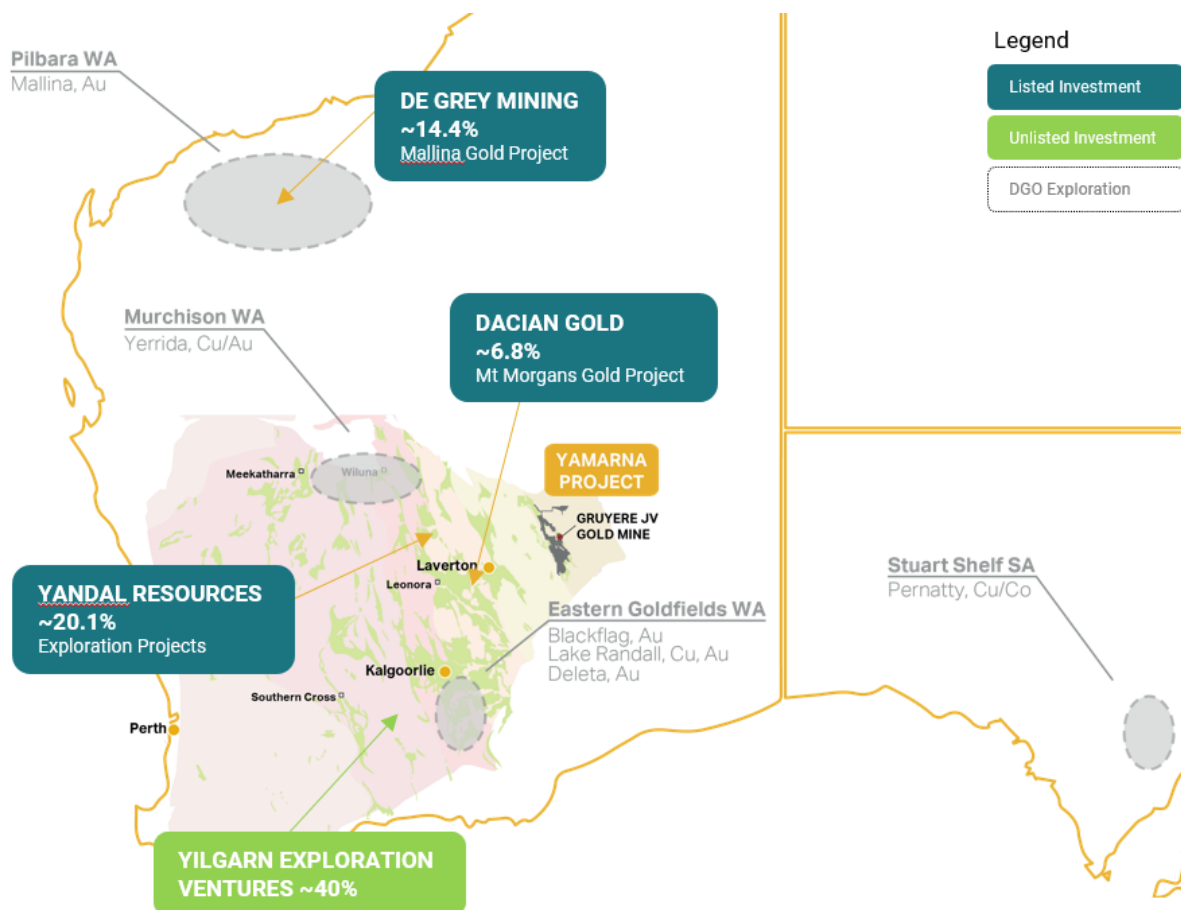 Pilbara WA
Mallina, Au
DE GREY MINING
~14.4%
Mallina Gold Project
Legend
Listed Investment
Unlisted Investment
DGO Exploration
Murchison WA
Yerrida, Cu/Au
DACIAN GOLD
~6.8%
Mt Morgans Gold Project
YAMARNA
PROJECT
Meekatharra
Wiluna
GRUYERE JV
GOLD MINE
Laverton
Leonora
YANDAL RESOURCES
~20.1%
Exploration Projects
Eastern Goldfields WA
Blackflag, Au
Lake Randall, Cu, Au
Deleta, Au
Stuart Shelf SA
Pernatty, Cu/Co
Kalgoorlie
Southern Cross
Perth
YILGARN EXPLORATION
VENTURES ~40%